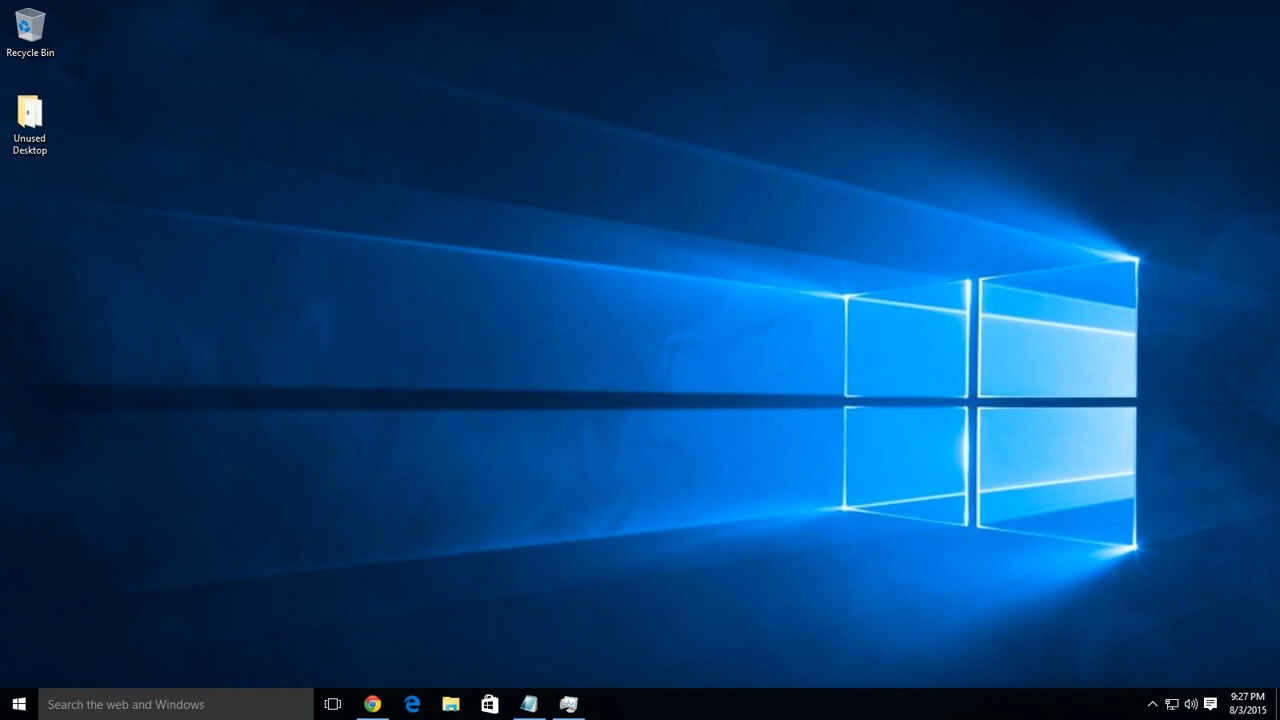 Recycle Bin
Unused
Desktop
Search the web and Windows
9:27 PM
8/3/2015